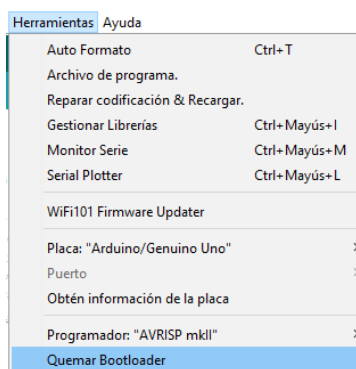 Herramientas Ayuda
Auto Formato Ctrl+T
Archivo de programa.
Reparar codificación & Recargar.
Gestionar Librerías Ctrl+Mayús+I
Monitor Serie Ctrl+Mayús+M
Serial Plotter Ctrl+Mayús+L
WiFi101 Firmware Updater
Placa: "Arduino/Genuino Uno"
Puerto
Obtén información de la placa
Programador: "AVRISP mkII"
Quemar Bootloader